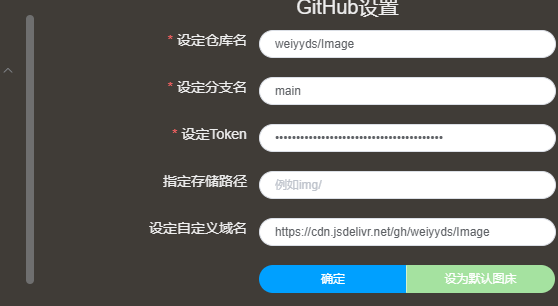 GitHub设置
* 设定仓库名 weiyyds/Image
* 设定分支名 main
* 设定Token ••••••••••••••••••••••••••••••••••••••••
指定存储路径 例如img/
设定自定义域名 https://cdn.jsdelivr.net/gh/weiyyds/Image
确定 设为默认图床